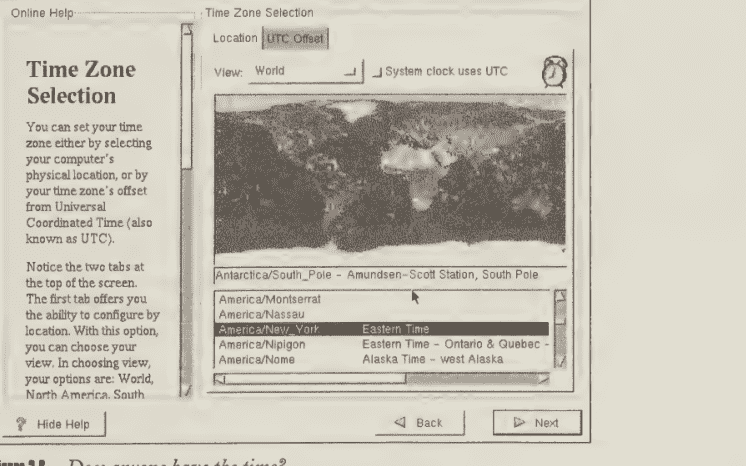 Online Help
Time Zone
Selection
You can set your time
zone either by selecting
your computer's
physical location, or by
your time zone's offset
from Universal
Coordinated Time (also
known as UTC).
Notice the two tabs at
the top of the screen.
The first tab offers you
the ability to configure by
location. With this option,
you can choose your
view. In choosing view,
your options are: World,
North America, South
Hide Help
Time Zone Selection
Location UTC Offset
View: World System clock uses UTC
Antarctica/South_Pole - Amundsen-Scott Station, South Pole
America/Montserrat
America/Nassau
America/New_York Eastern Time
America/Nipigon Eastern Time - Ontario & Quebec -
America/Nome Alaska Time - west Alaska
Back Next
Does anyone have the time?